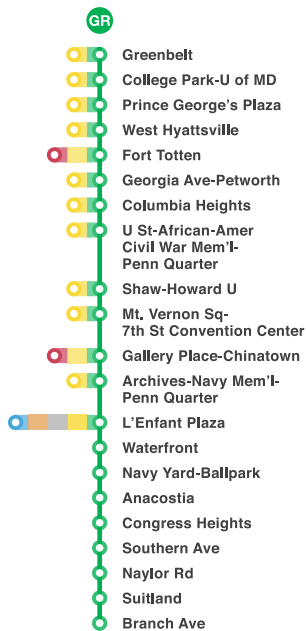 GR
Greenbelt
College Park-U of MD
Prince George's Plaza
West Hyattsville
Fort Totten
Georgia Ave-Petworth
Columbia Heights
U St-African-Amer
Civil War Mem'l-
Penn Quarter
Shaw-Howard U
Mt. Vernon Sq-
7th St Convention Center
Gallery Place-Chinatown
Archives-Navy Mem'l-
Penn Quarter
L'Enfant Plaza
Waterfront
Navy Yard-Ballpark
Anacostia
Congress Heights
Southern Ave
Naylor Rd
Suitland
Branch Ave